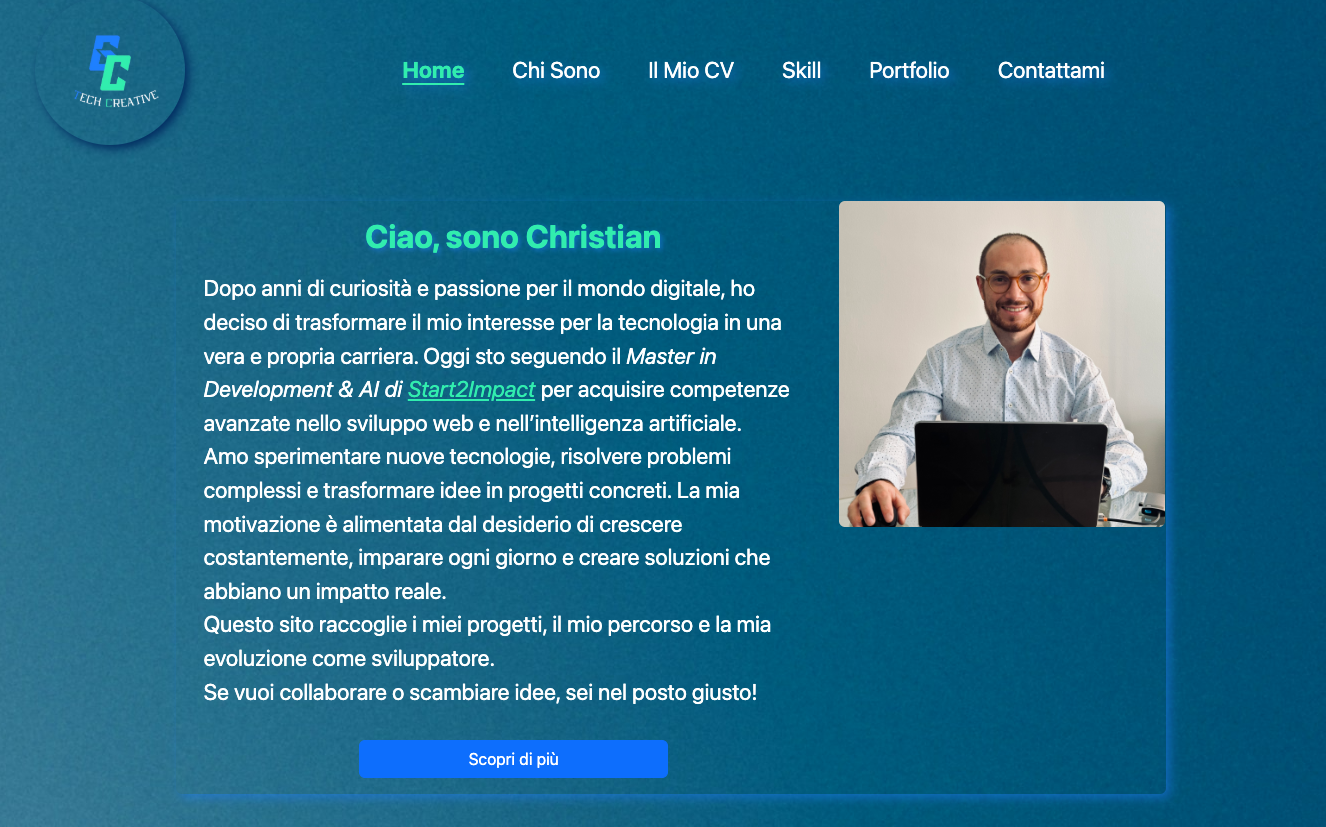 TECH CREATIVE
Home Chi Sono Il Mio CV Skill Portfolio Contattami
Ciao, sono Christian
Dopo anni di curiosità e passione per il mondo digitale, ho
deciso di trasformare il mio interesse per la tecnologia in una
vera e propria carriera. Oggi sto seguendo il Master in
Development & AI di Start2Impact per acquisire competenze
avanzate nello sviluppo web e nell’intelligenza artificiale.
Amo sperimentare nuove tecnologie, risolvere problemi
complessi e trasformare idee in progetti concreti. La mia
motivazione è alimentata dal desiderio di crescere
costantemente, imparare ogni giorno e creare soluzioni che
abbiano un impatto reale.
Questo sito raccoglie i miei progetti, il mio percorso e la mia
evoluzione come sviluppatore.
Se vuoi collaborare o scambiare idee, sei nel posto giusto!
Scopri di più